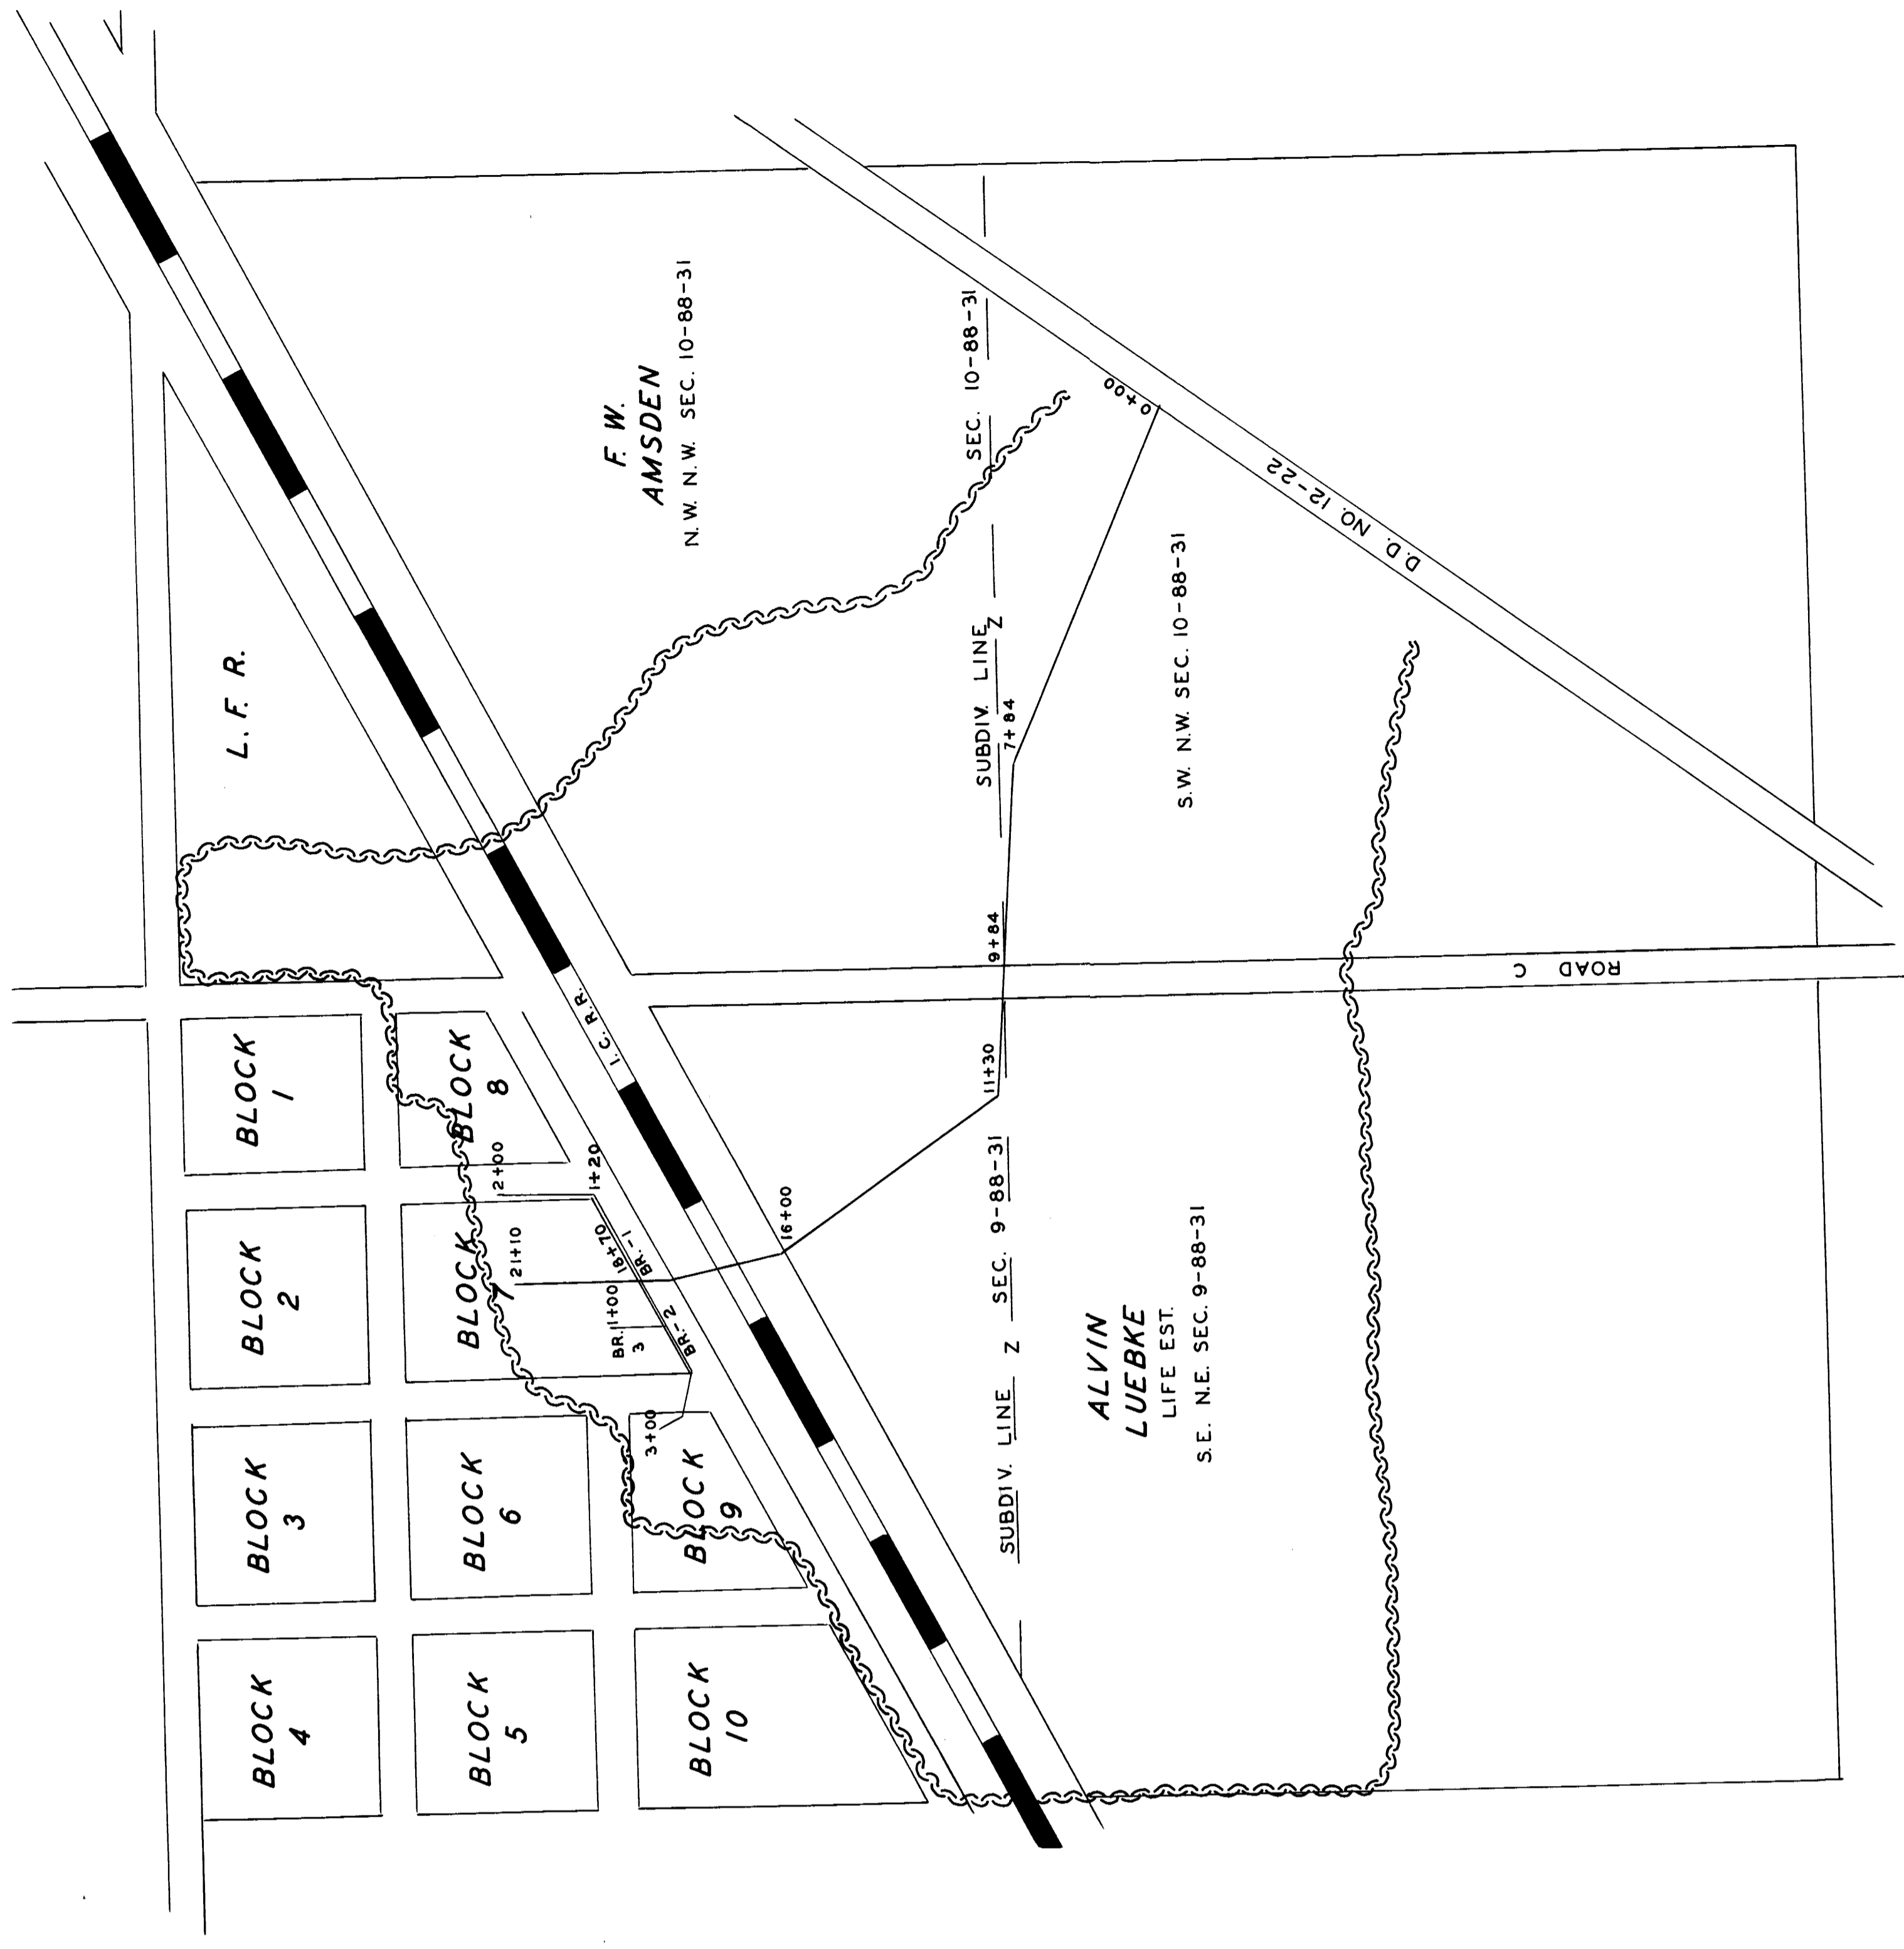 L. F. R.
F. W.
AMSDEN
N. W. N. W. SEC. 10-88-31
SEC. 10-88-31
SUBDIV. LINE
Z
0+00
D.D. NO. 12-22
S.W. N.W. SEC. 10-88-31
7+84
9+84
ROAD C
11+30
16+00
I. C. R. R.
BLOCK
1
BLOCK
2
BLOCK
3
BLOCK
4
BLOCK
8
BLOCK
7
BLOCK
6
BLOCK
5
BLOCK
9
BLOCK
10
2+00
1+20
21+10
18+70
BR.-1
1+00
BR.
3
BR.-2
3+00
SUBDIV. LINE Z SEC. 9-88-31
ALVIN
LUEBKE
LIFE EST.
S.E. N.E. SEC. 9-88-31